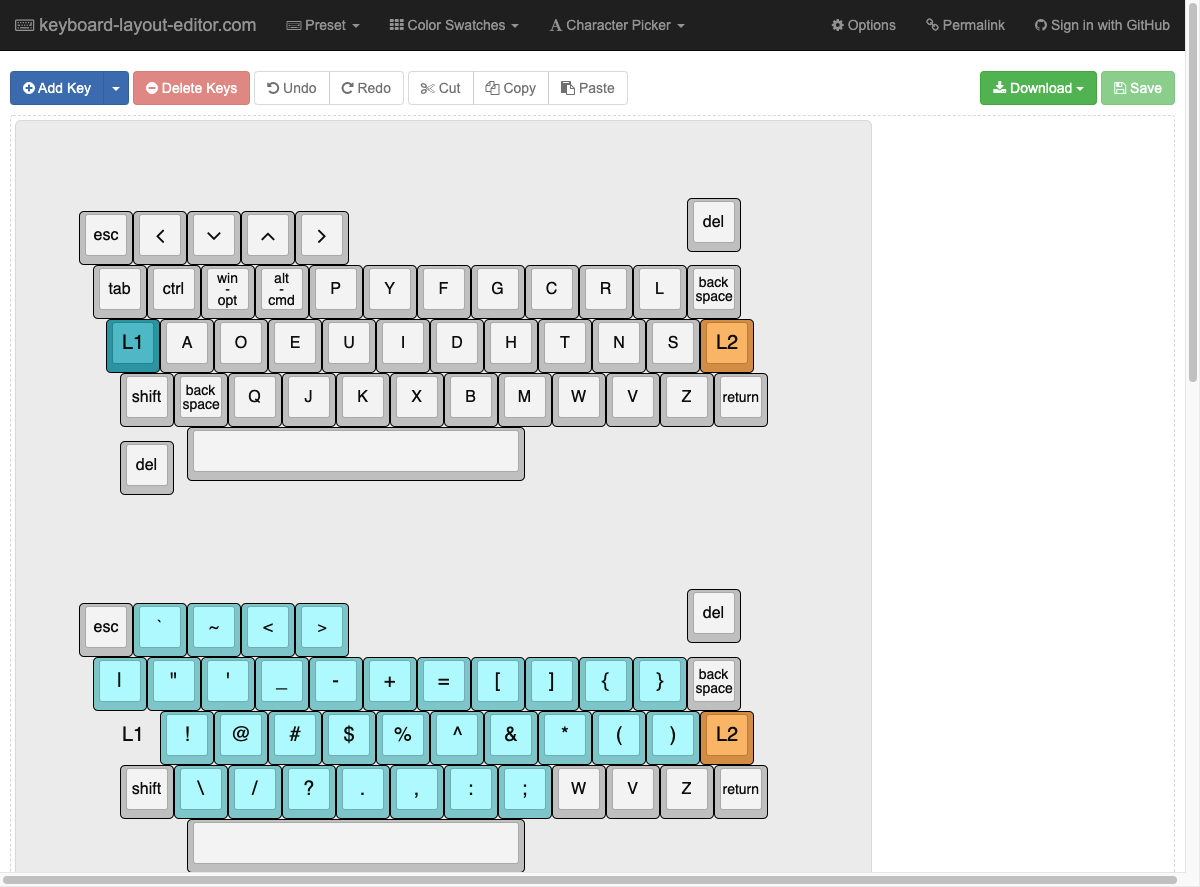 keyboard-layout-editor.com Preset Color Swatches A Character Picker Options Permalink Sign in with GitHub
Add Key Delete Keys Undo Redo Cut Copy Paste Download Save
del
esc
tab ctrl win - opt alt - cmd P Y F G C R L back space
L1 A O E U I D H T N S L2
shift back space Q J K X B M W V Z return
del
del
esc ` ~ < >
| " ' _ - + = [ ] { } back space
L1 ! @ # $ % ^ & * ( ) L2
shift \ / ? . , : ; W V Z return